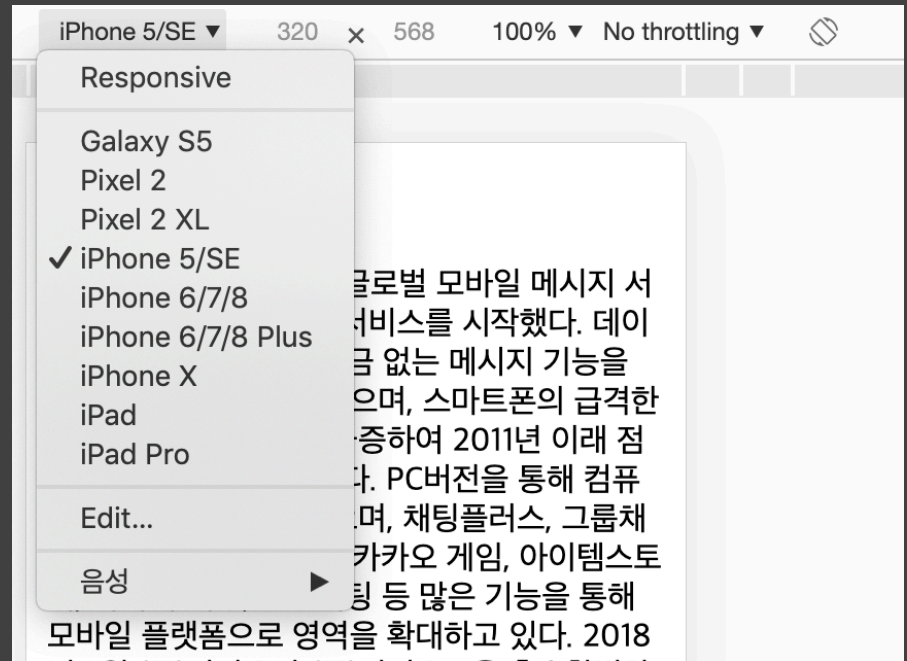 iPhone 5/SE ▼ 320 × 568 100% ▼ No throttling ▼
Responsive
Galaxy S5
Pixel 2
Pixel 2 XL
✓ iPhone 5/SE
iPhone 6/7/8
iPhone 6/7/8 Plus
iPhone X
iPad
iPad Pro
Edit...
음성 ▶
글로벌 모바일 메시지 서
서비스를 시작했다. 데이
없는 메시지 기능을
으며, 스마트폰의 급격한
증하여 2011년 이래 점
다. PC버전을 통해 컴퓨
며, 채팅플러스, 그룹채
카카오 게임, 아이템스토
팅 등 많은 기능을 통해
모바일 플랫폼으로 영역을 확대하고 있다. 2018